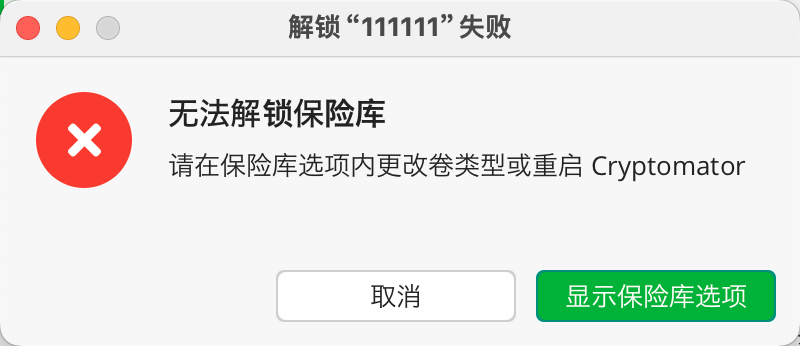 解锁 “111111” 失败
无法解锁保险库
请在保险库选项内更改卷类型或重启 Cryptomator
取消
显示保险库选项